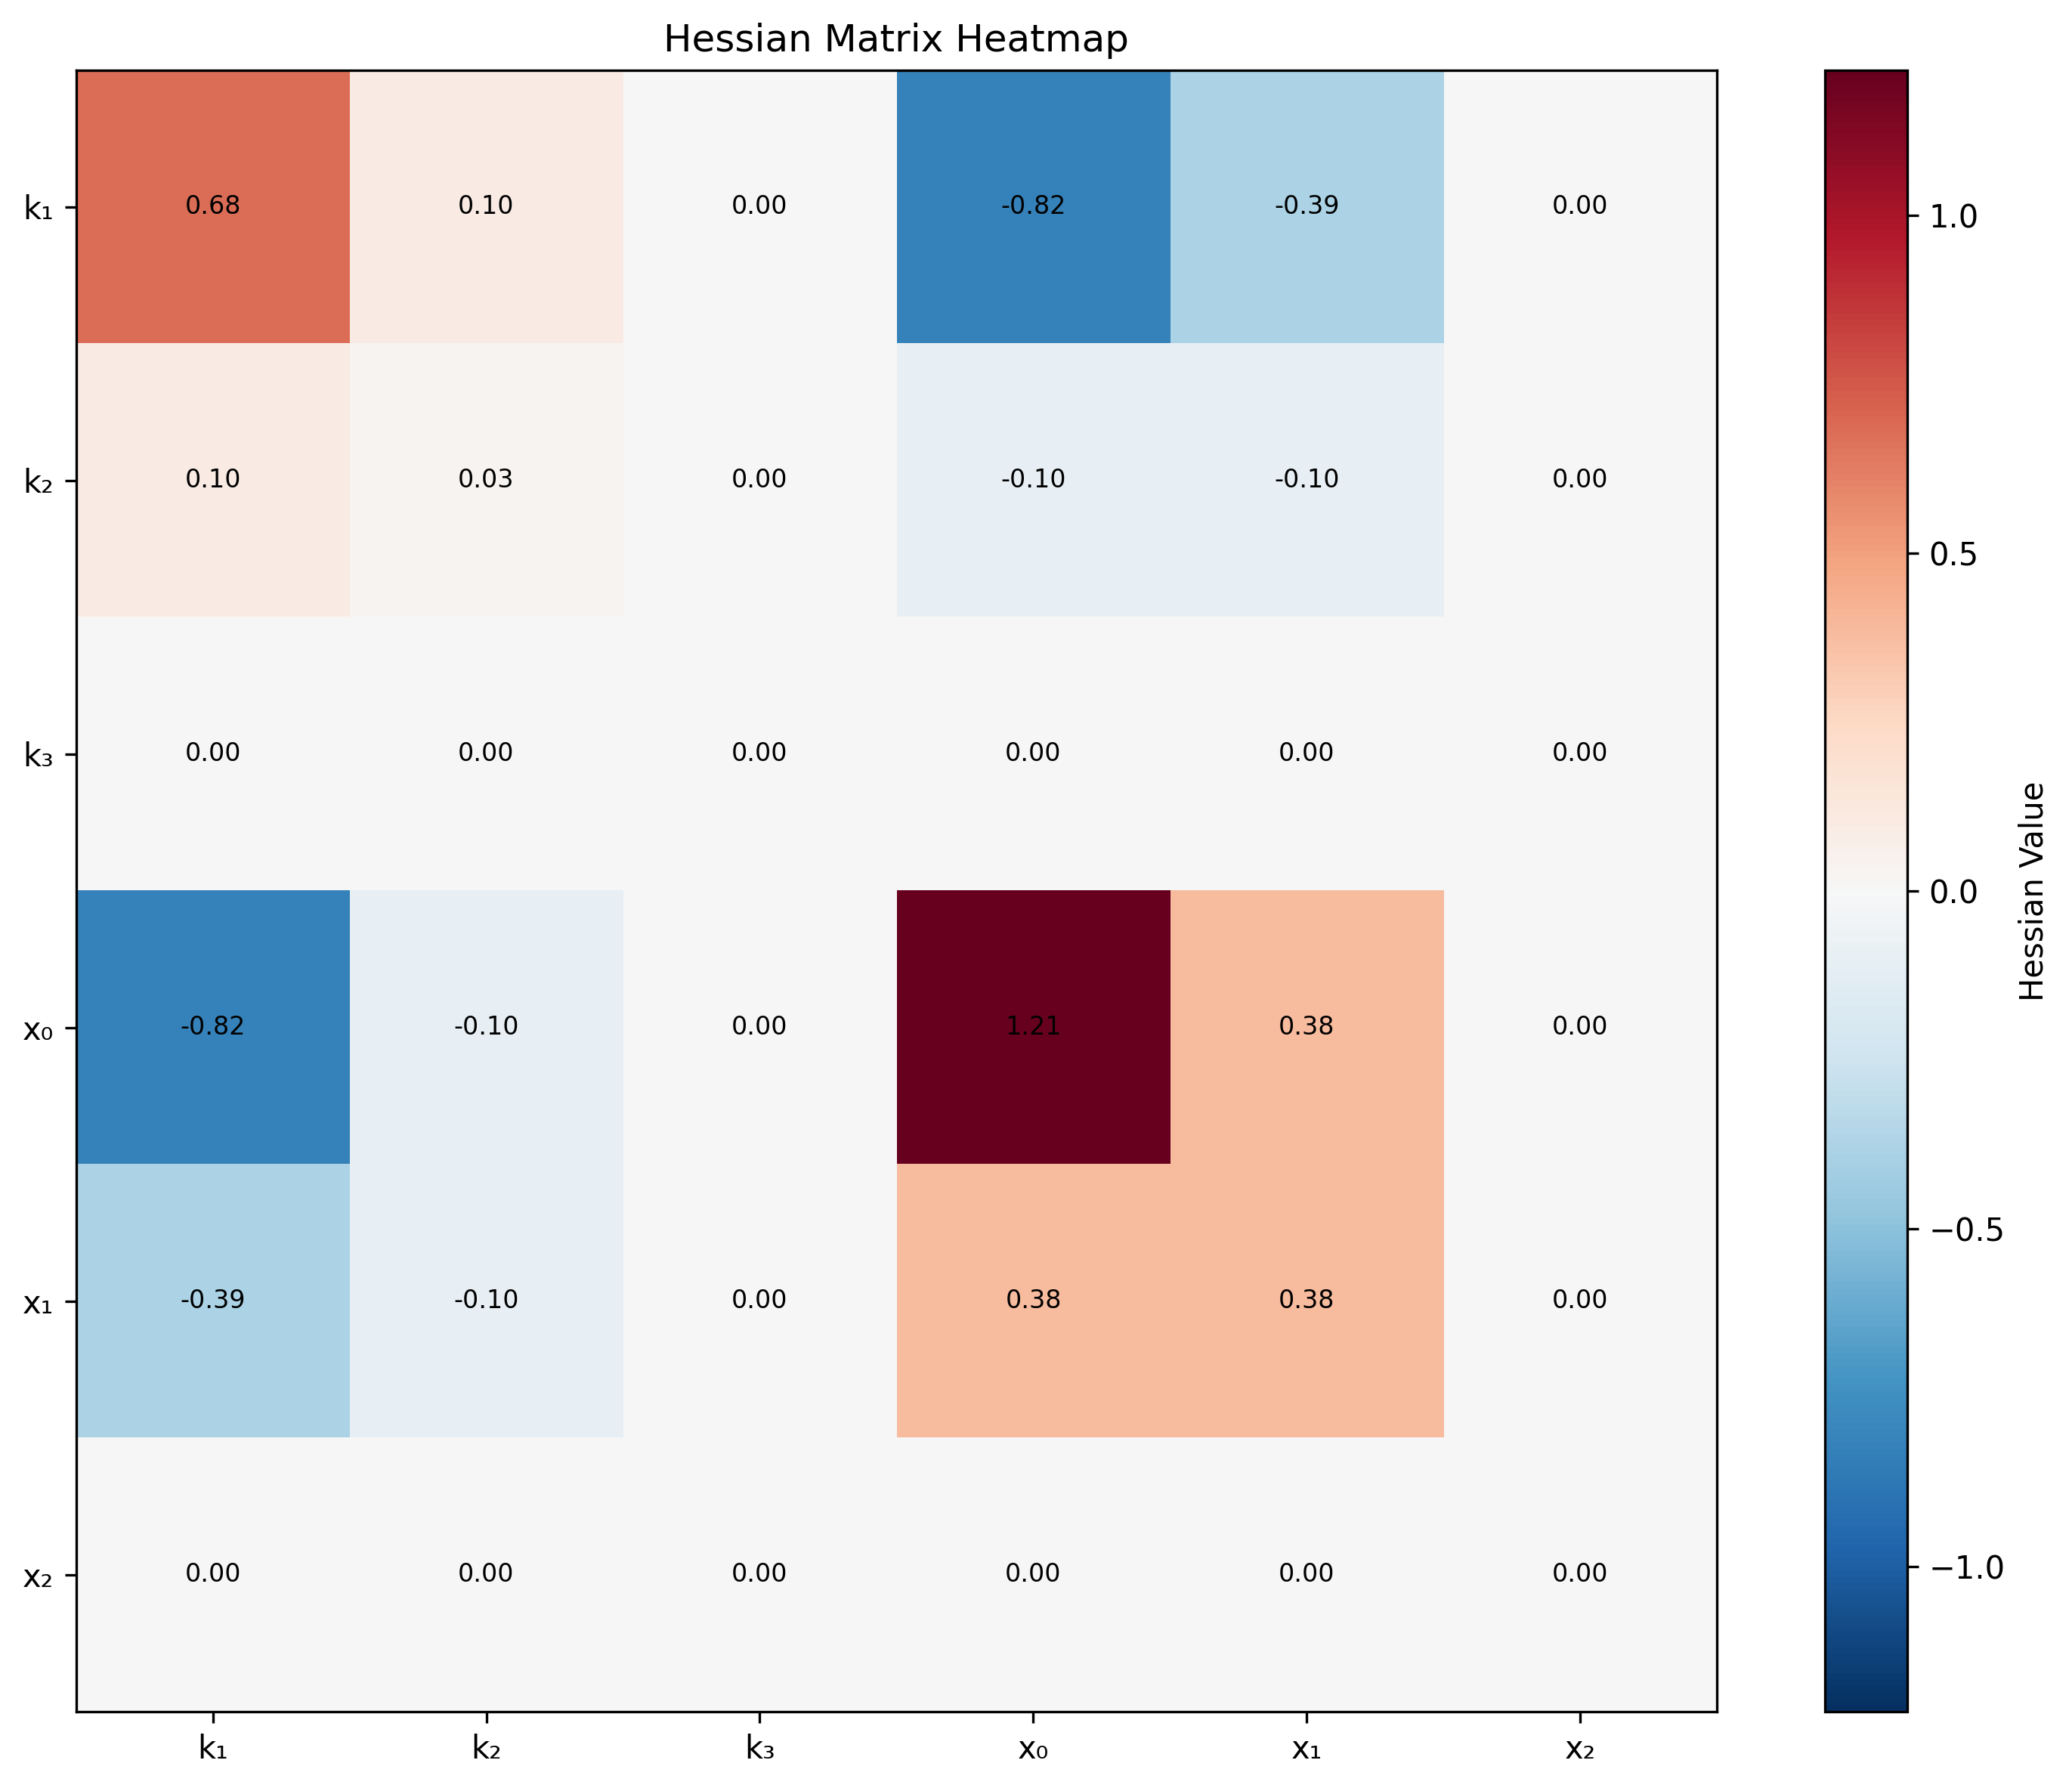 Hessian Matrix Heatmap
k₁ 0.68 0.10 0.00 -0.82 -0.39 0.00
k₂ 0.10 0.03 0.00 -0.10 -0.10 0.00
k₃ 0.00 0.00 0.00 0.00 0.00 0.00
x₀ -0.82 -0.10 0.00 1.21 0.38 0.00
x₁ -0.39 -0.10 0.00 0.38 0.38 0.00
x₂ 0.00 0.00 0.00 0.00 0.00 0.00
k₁ k₂ k₃ x₀ x₁ x₂
1.0
0.5
0.0
−0.5
−1.0
Hessian Value